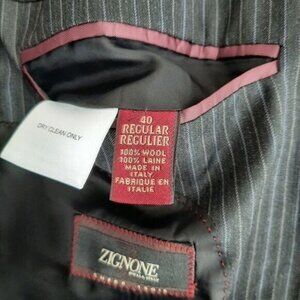 DRY CLEAN ONLY
40
REGULAR
REGULIER
100% WOOL
100% LAINE
MADE IN
ITALY
FABRIQUE EN
ITALIE
ZIGNONE